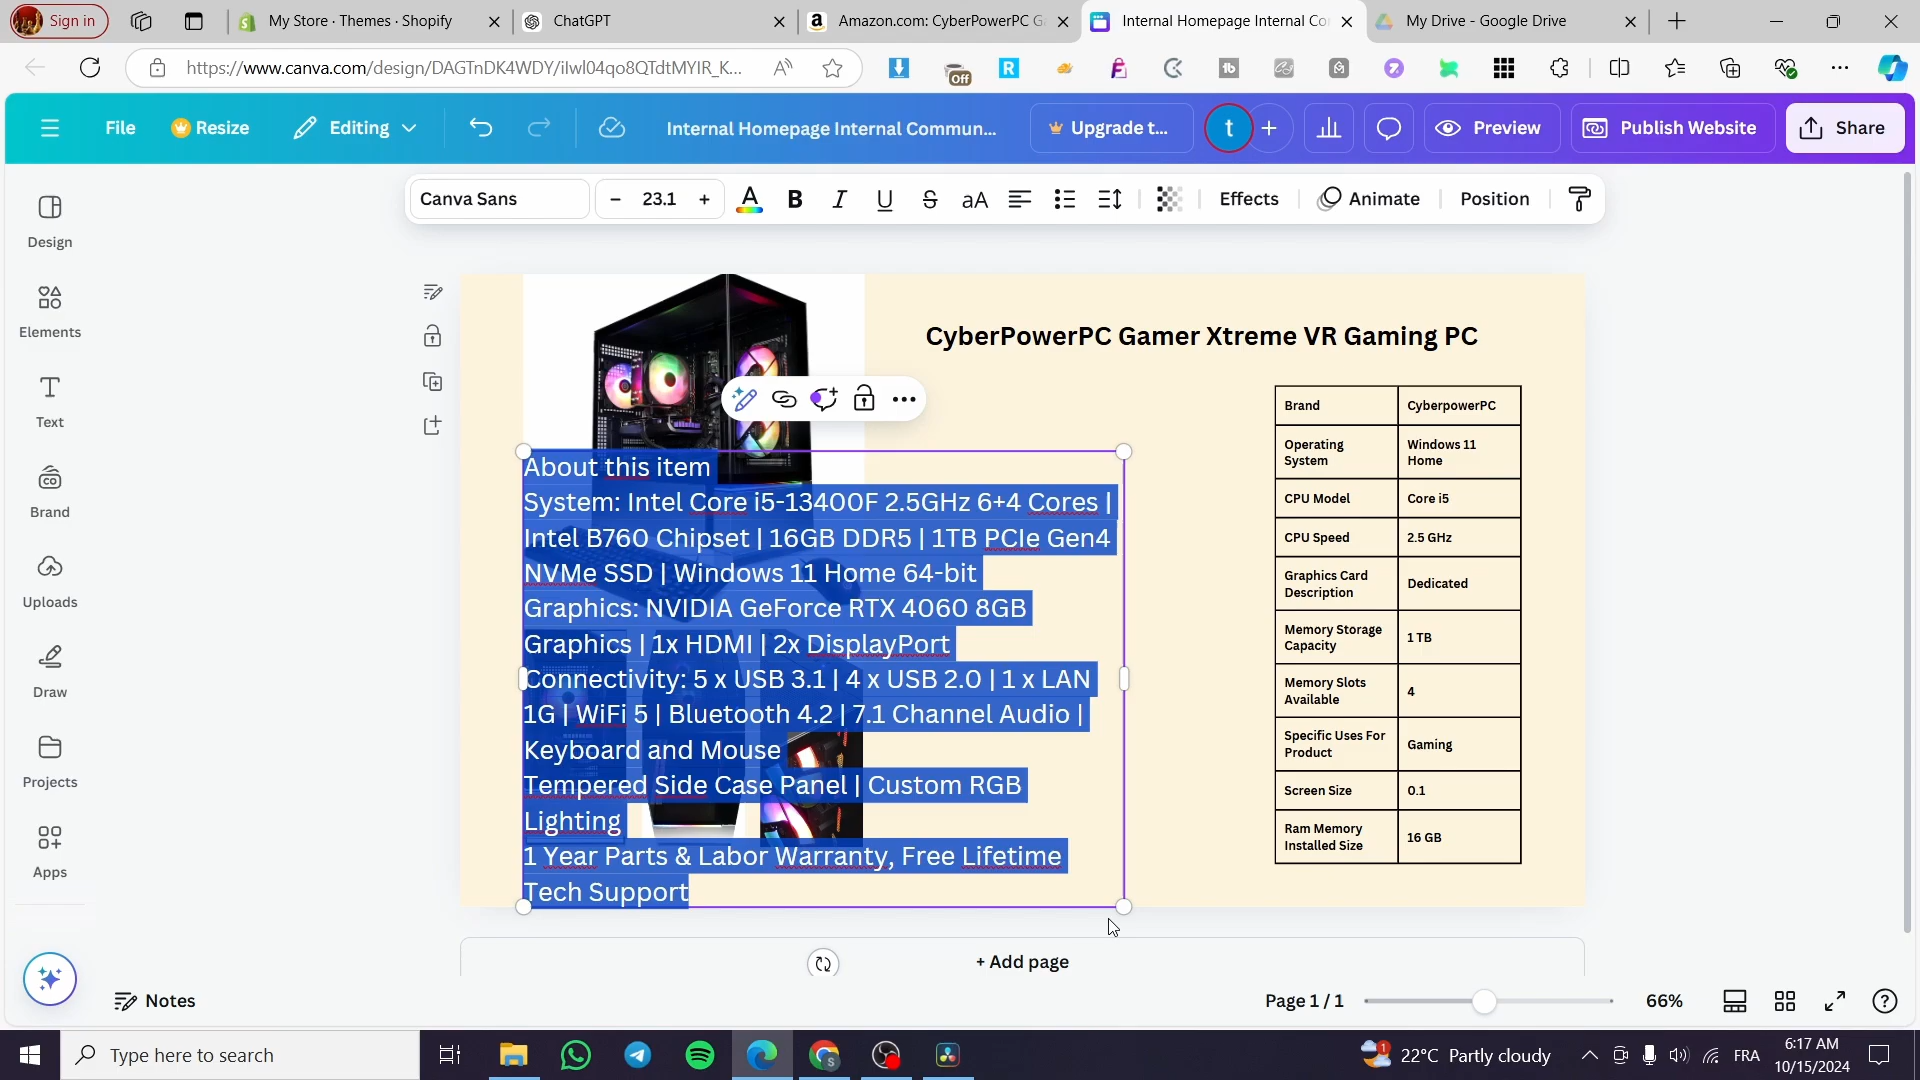 Sign in
My Store · Themes · Shopify
ChatGPT
Amazon.com: CyberPowerPC G
Internal Homepage Internal Co
My Drive - Google Drive
https://www.canva.com/design/DAGTnDK4WDY/ilwl04qo8QTdtMYIR_K...
Off
File
Resize
Editing
Internal Homepage Internal Commun...
Upgrade t...
t
Preview
Publish Website
Share
Canva Sans
– 23.1 +
A B I U S aA
Effects
Animate
Position
Design
Elements
Text
Brand
Uploads
Draw
Projects
Apps
CyberPowerPC Gamer Xtreme VR Gaming PC
About this item
System: Intel Core i5-13400F 2.5GHz 6+4 Cores |
Intel B760 Chipset | 16GB DDR5 | 1TB PCIe Gen4
NVMe SSD | Windows 11 Home 64-bit
Graphics: NVIDIA GeForce RTX 4060 8GB
Graphics | 1x HDMI | 2x DisplayPort
Connectivity: 5 x USB 3.1 | 4 x USB 2.0 | 1 x LAN
1G | WiFi 5 | Bluetooth 4.2 | 7.1 Channel Audio |
Keyboard and Mouse
Tempered Side Case Panel | Custom RGB
Lighting
1 Year Parts & Labor Warranty, Free Lifetime
Tech Support
Brand CyberpowerPC
Operating System Windows 11 Home
CPU Model Core i5
CPU Speed 2.5 GHz
Graphics Card Description Dedicated
Memory Storage Capacity 1 TB
Memory Slots Available 4
Specific Uses For Product Gaming
Screen Size 0.1
Ram Memory Installed Size 16 GB
+ Add page
Notes
Page 1 / 1
66%
Type here to search
1
22°C Partly cloudy
FRA
6:17 AM
10/15/2024